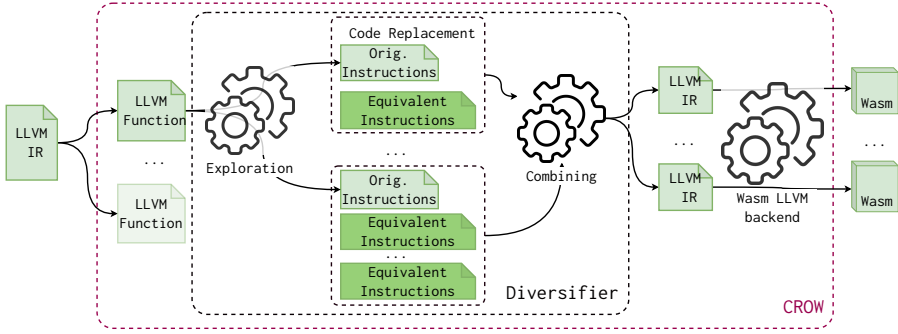 LLVM
IR
LLVM
Function
...
LLVM
Function
Exploration
Code Replacement
Orig.
Instructions
Equivalent
Instructions
...
Orig.
Instructions
Equivalent
Instructions
...
Equivalent
Instructions
Combining
Diversifier
LLVM
IR
...
LLVM
IR
Wasm LLVM
backend
CROW
Wasm
...
Wasm